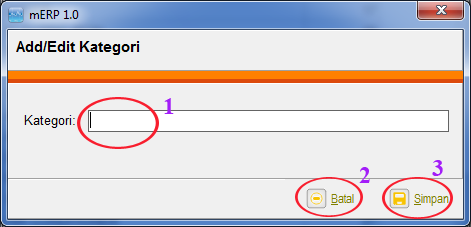 mERP 1.0
Add/Edit Kategori
Kategori: 1
2 3
Batal Simpan